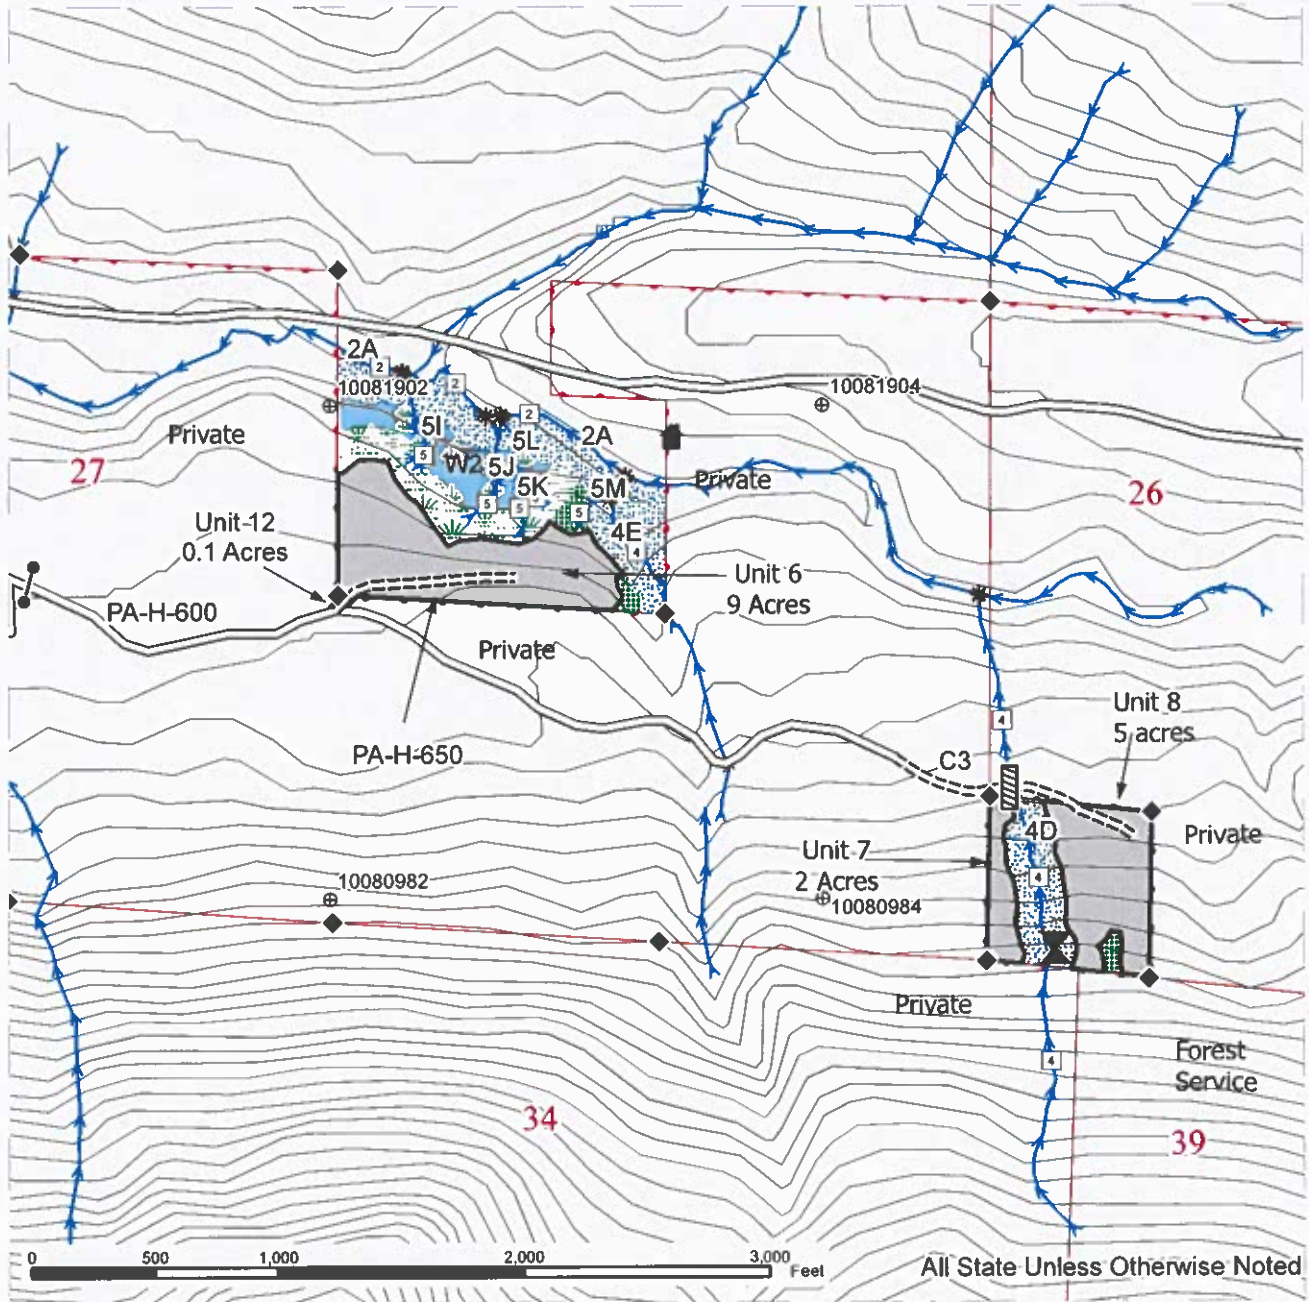 2A
2
10081902
2
10081904
Private
5I
2
5L
2A
27
5
W2
5J
Private
5K
5M
26
5
5
5
Unit 12
0.1 Acres
4E
4
Unit 6
9 Acres
PA-H-600
Private
Unit 8
5 acres
4
PA-H-650
C3
4D
Private
Unit 7
2 Acres
4
10080982
10080984
Private
Forest
Service
4
34
39
0 500 1,000 2,000 3,000
Feet
All State Unless Otherwise Noted